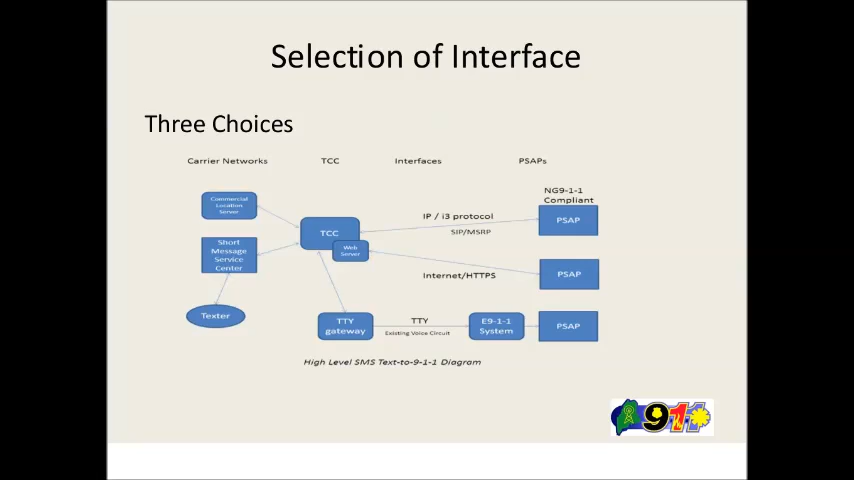 Selection of Interface
Three Choices
Carrier Networks
TCC
Interfaces
PSAPs
Commercial
Location
Server
Short
Message
Service
Center
Texter
TCC
Web
Server
IP / i3 protocol
SIP/MSRP
NG9-1-1
Compliant
PSAP
Internet/HTTPS
PSAP
TTY
gateway
TTY
Existing Voice Circuit
E9-1-1
System
PSAP
High Level SMS Text-to-9-1-1 Diagram
911